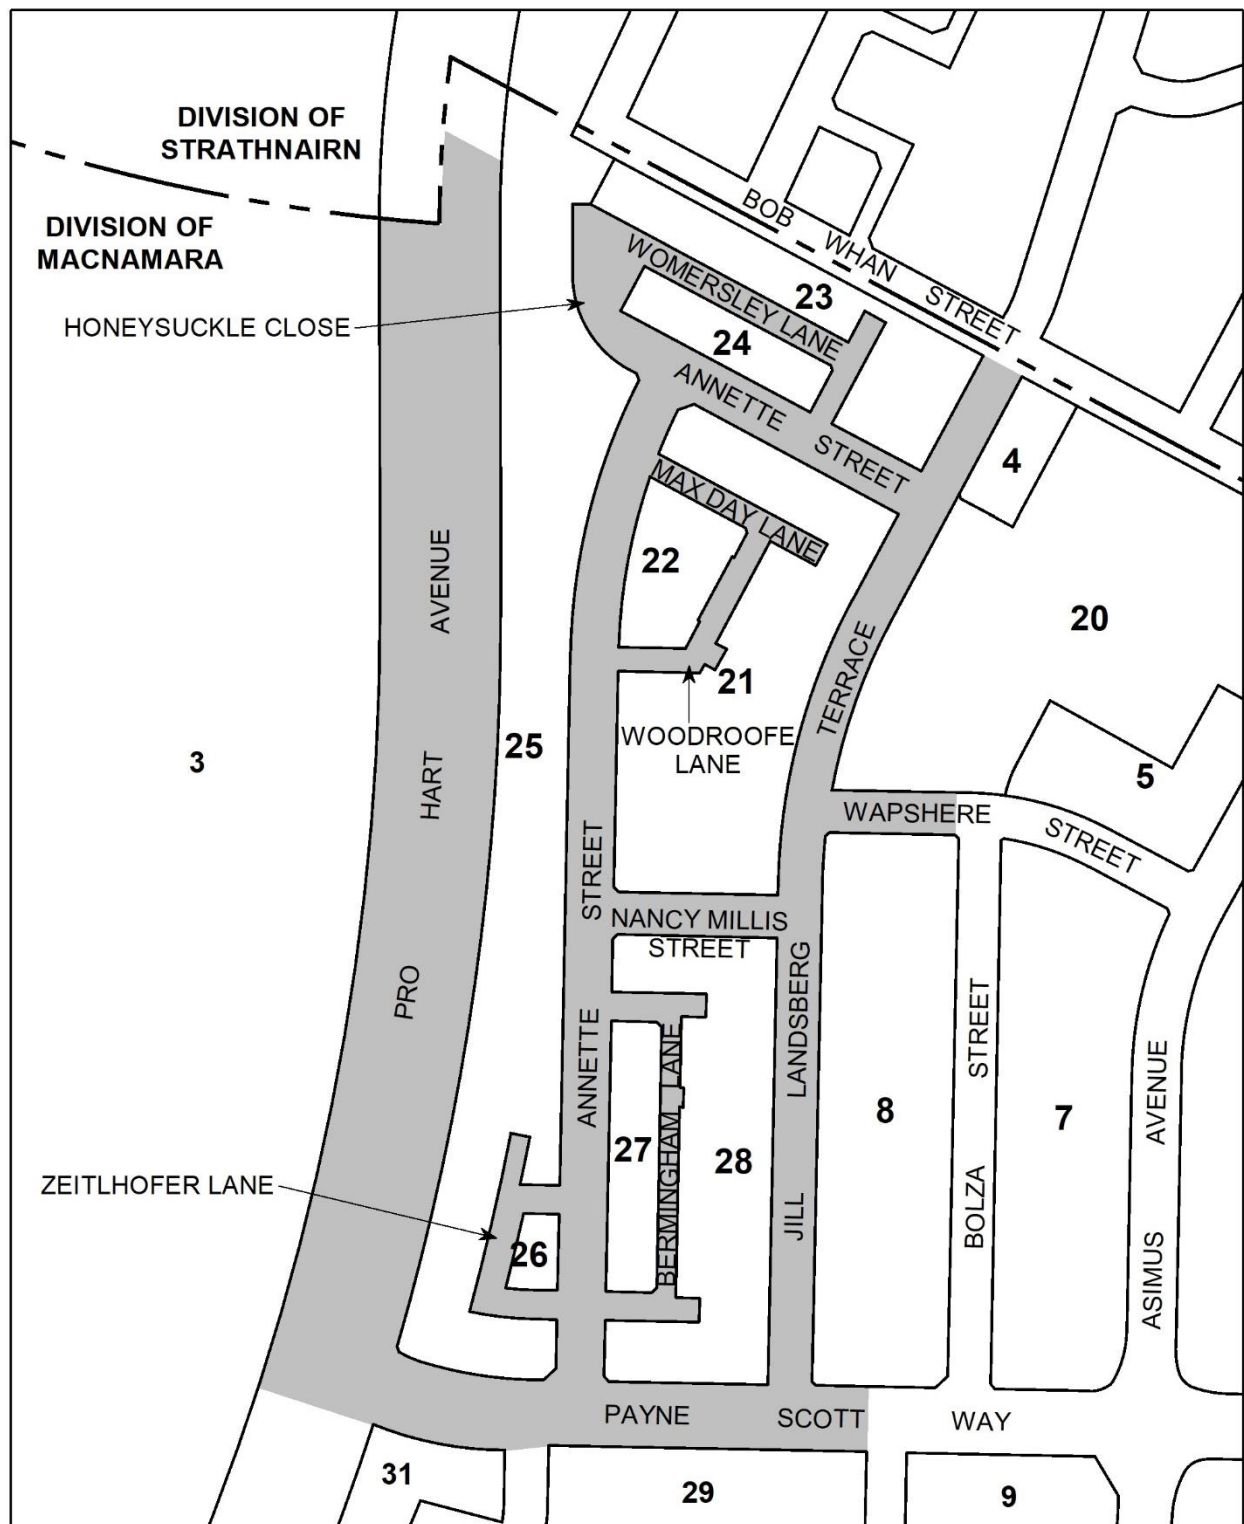 DIVISION OF
STRATHNAIRN
DIVISION OF
MACNAMARA
BOB WHAN STREET
WOMERSLEY LANE
23
HONEYSUCKLE CLOSE
24
ANNETTE STREET
4
MAX DAY LANE
22
20
21
TERRACE
WOODROOFE
LANE
25
3
PRO HART AVENUE
5
WAPSHERE STREET
NANCY MILLIS
STREET
ANNETTE STREET
JILL LANDSBERG
BOLZA STREET
ASIMUS AVENUE
8
7
27
28
BERMINGHAM LANE
ZEITLHOFER LANE
26
PAYNE SCOTT WAY
31
29
9